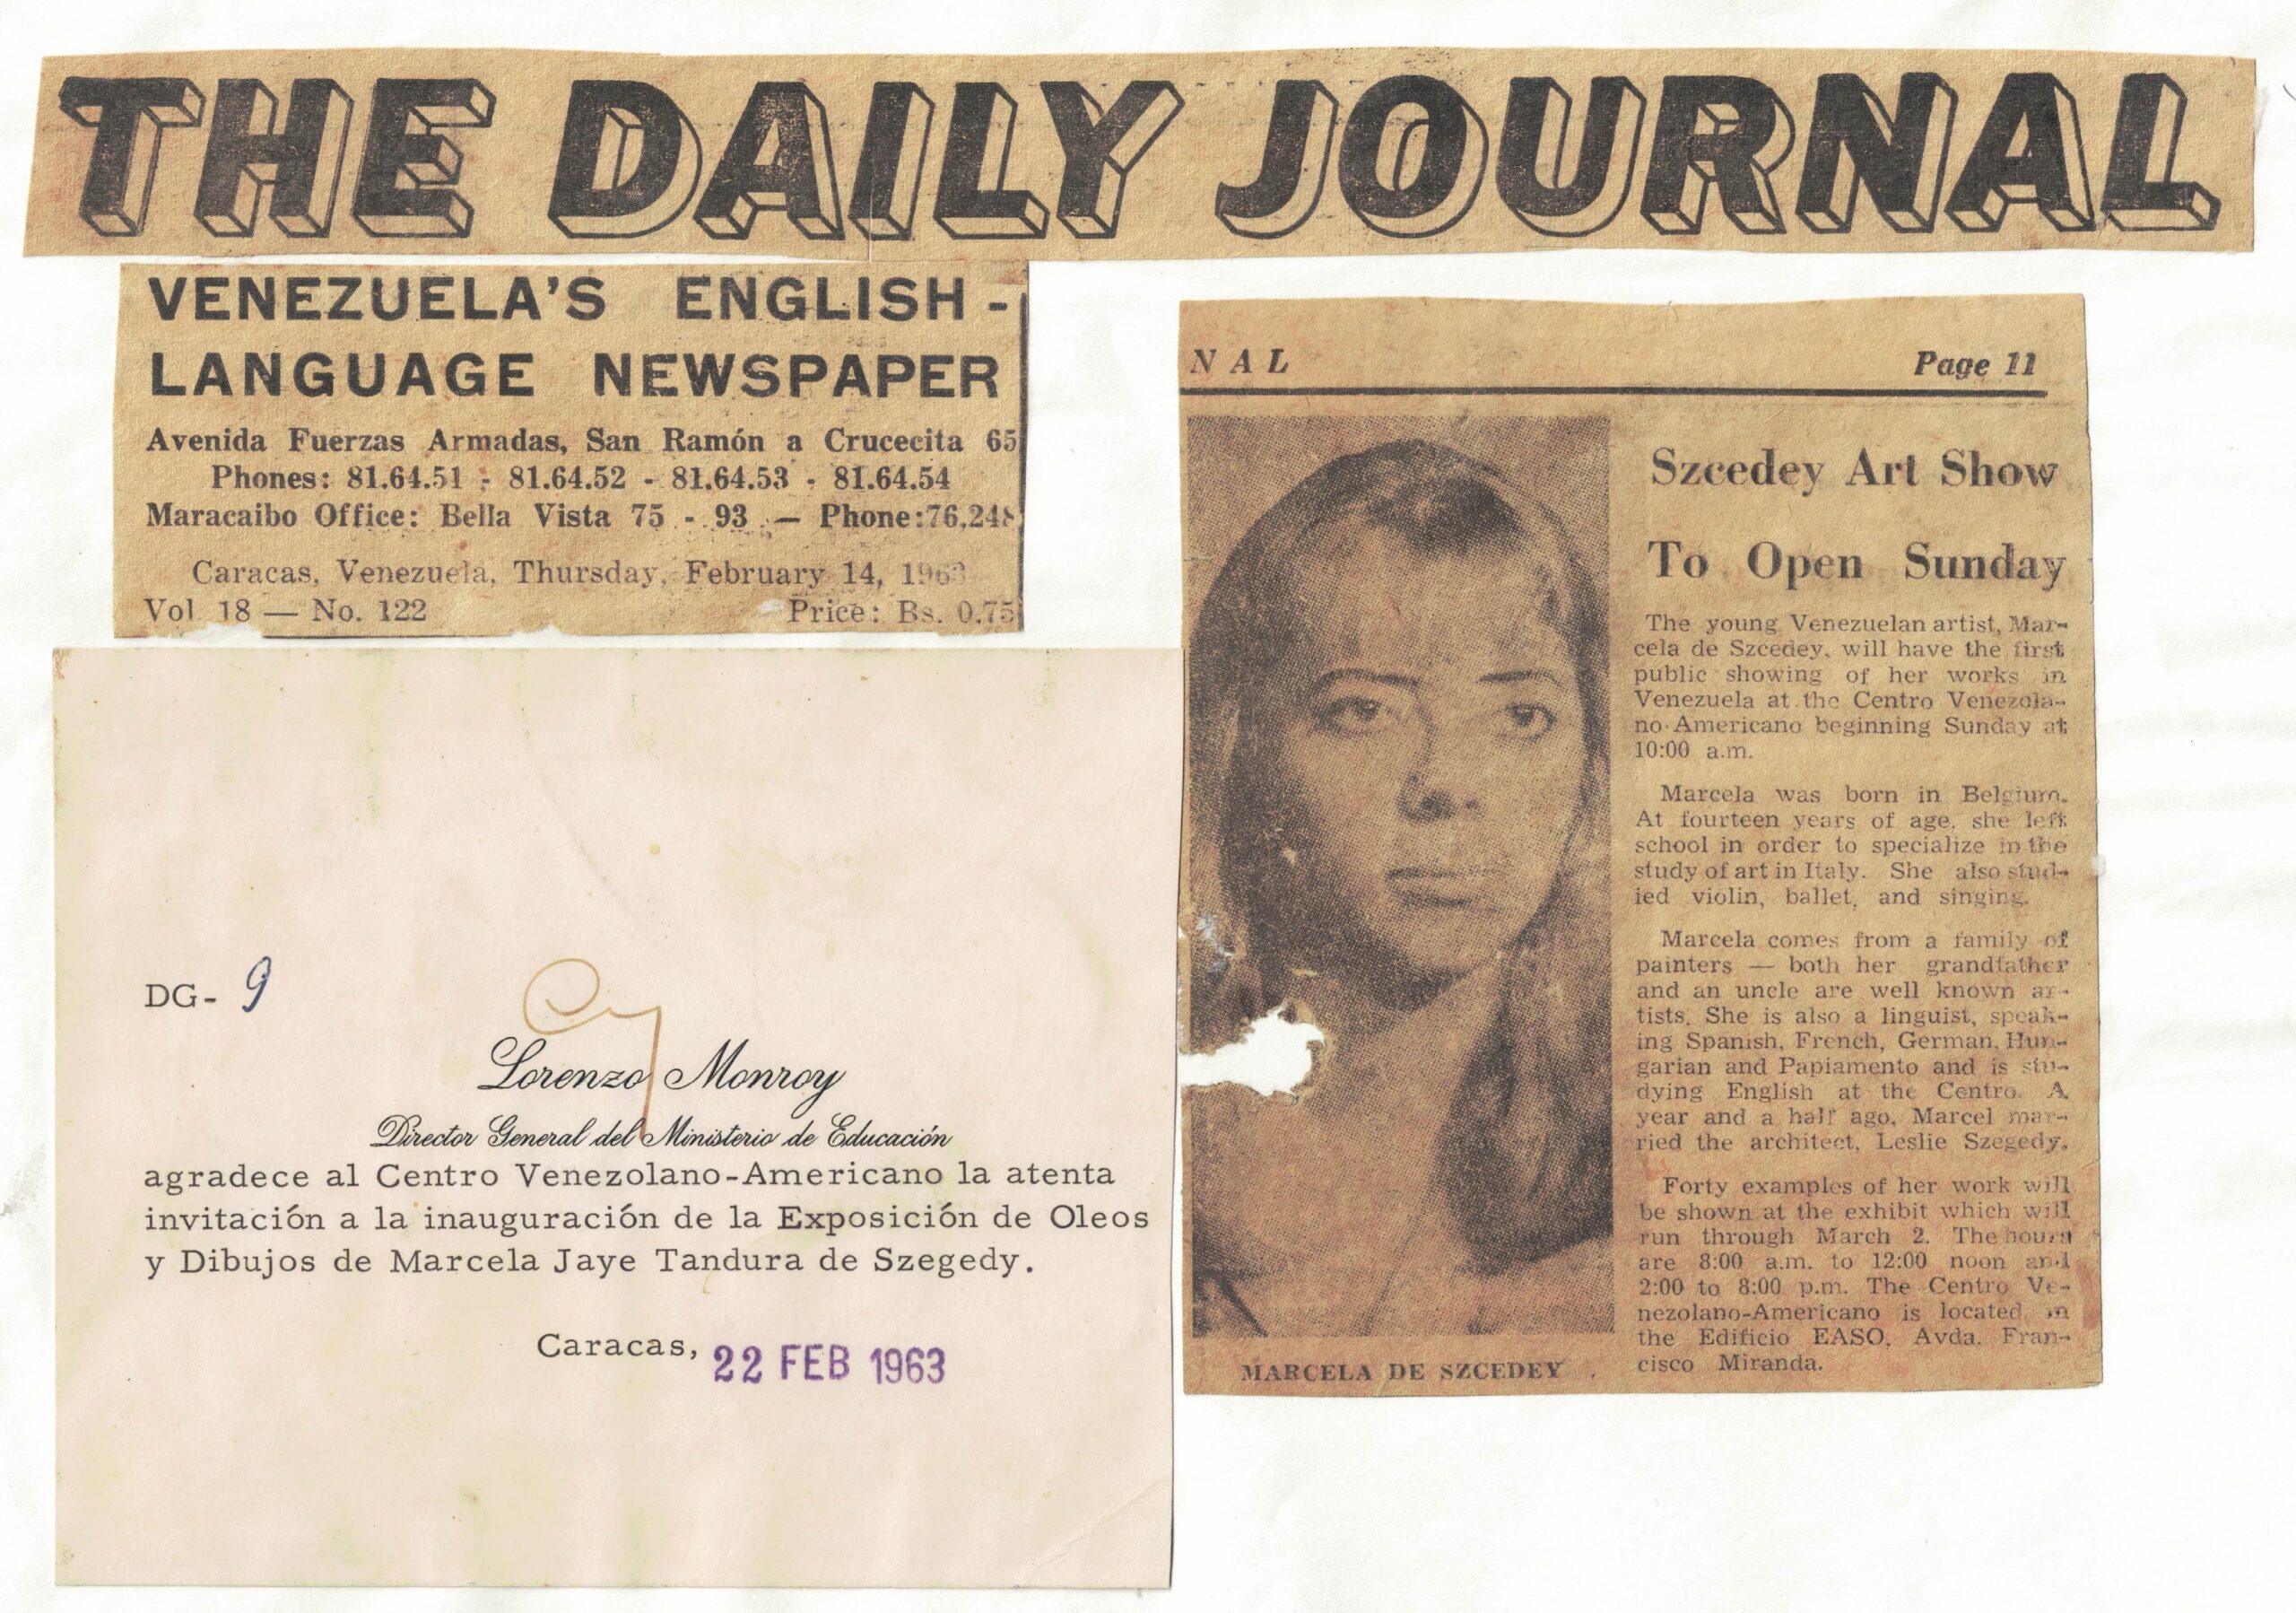 THE DAILY JOURNAL
VENEZUELA'S ENGLISH-
LANGUAGE NEWSPAPER
Avenida Fuerzas Armadas, San Ramón a Crucecita 65
Phones: 81.64.51 - 81.64.52 - 81.64.53 - 81.64.54
Maracaibo Office: Bella Vista 75 - 93 — Phone:76,248
Caracas, Venezuela, Thursday, February 14, 1963
Vol 18 — No. 122 Price: Bs. 0.75
DG- 9
Lorenzo Monroy
Director General del Ministerio de Educación
agradece al Centro Venezolano-Americano la atenta
invitación a la inauguración de la Exposición de Oleos
y Dibujos de Marcela Jaye Tandura de Szegedy.
Caracas, 22 FEB 1963
NAL Page 11
MARCELA DE SZCEDEY
Szcedey Art Show
To Open Sunday
The young Venezuelan artist, Mar-
cela de Szcedey, will have the first
public showing of her works in
Venezuela at the Centro Venezola-
no-Americano beginning Sunday at
10:00 a.m.
Marcela was born in Belgium.
At fourteen years of age, she left
school in order to specialize in the
study of art in Italy. She also stud-
ied violin, ballet, and singing.
Marcela comes from a family of
painters — both her grandfather
and an uncle are well known ar-
tists. She is also a linguist, speak-
ing Spanish, French, German, Hun-
garian and Papiamento and is stu-
dying English at the Centro. A
year and a half ago, Marcel mar-
ried the architect, Leslie Szegedy.
Forty examples of her work will
be shown at the exhibit which will
run through March 2. The hours
are 8:00 a.m. to 12:00 noon and
2:00 to 8:00 p.m. The Centro Ve-
nezolano-Americano is located in
the Edificio EASO, Avda. Fran-
cisco Miranda.